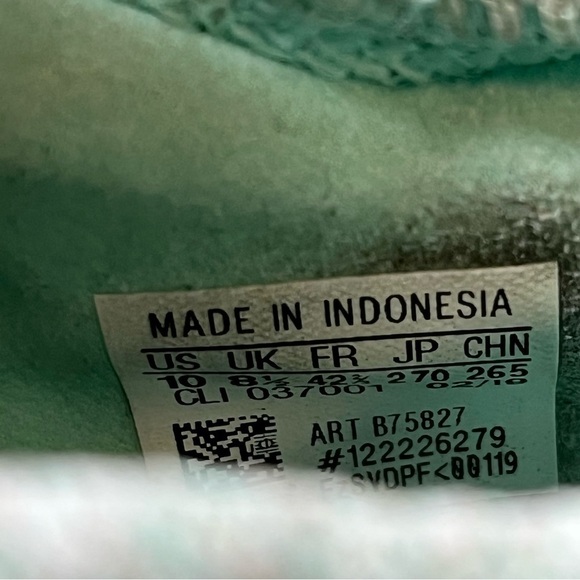 MADE IN INDONESIA
US UK FR JP CHN
10 8½ 42⅔ 270 265
CLI 037001 02/18
ART B75827
#122226279
SYDPF<00119